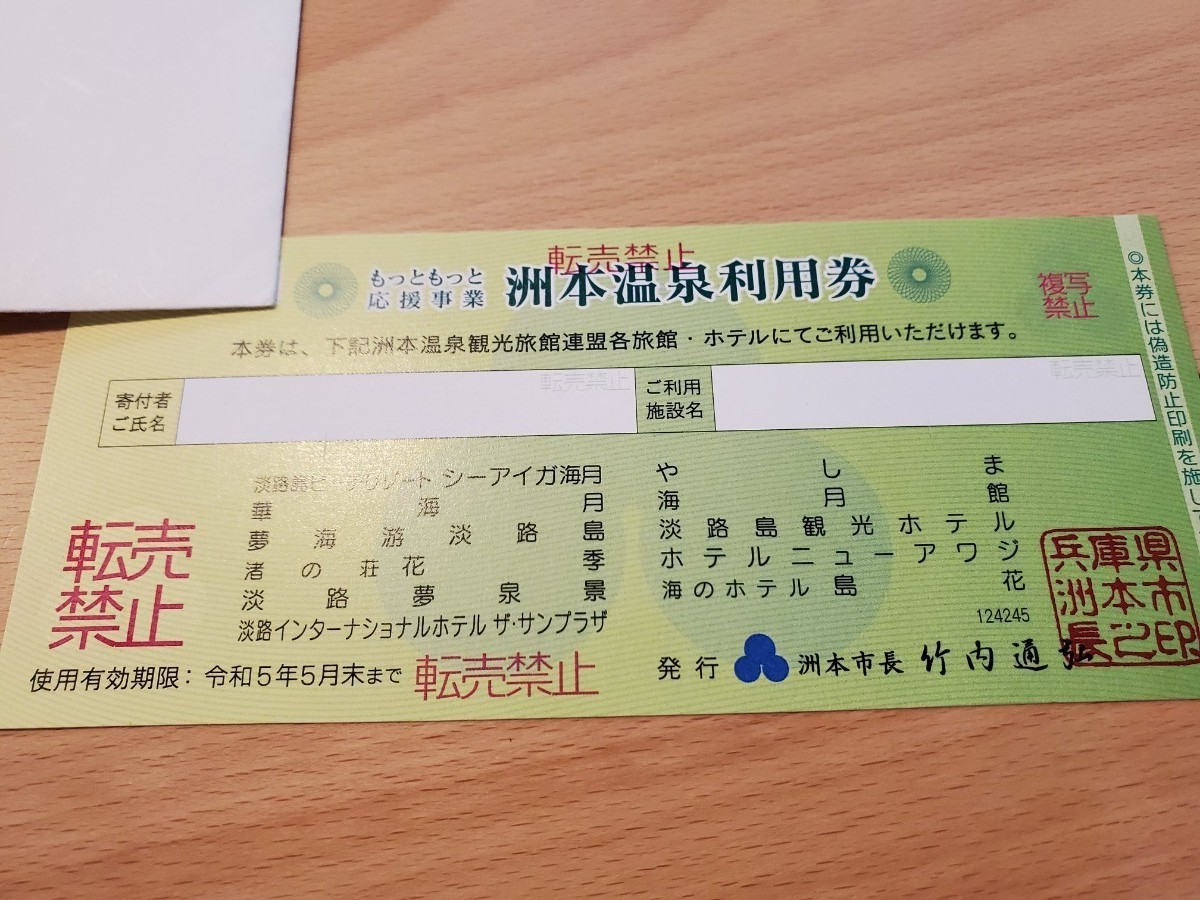 転売禁止
もっともっと
応援事業
洲本温泉利用券
複写
禁止
本券は、下記洲本温泉観光旅館連盟各旅館・ホテルにてご利用いただけます。
寄付者
ご氏名
転売禁止
ご利用
施設名
転売禁止
シーアイガ海月
華海月
夢海游淡路島
渚の荘花季
淡路夢泉景
淡路インターナショナルホテル ザ・サンプラザ
やしま
海月館
淡路島観光ホテル
ホテルニューアワジ
海のホテル島花
124245
転売
禁止
使用有効期限：令和5年5月末まで
転売禁止
発行 洲本市長 竹内通弘
兵庫県
洲本市
長之印
◎本券には偽造防止印刷を施し